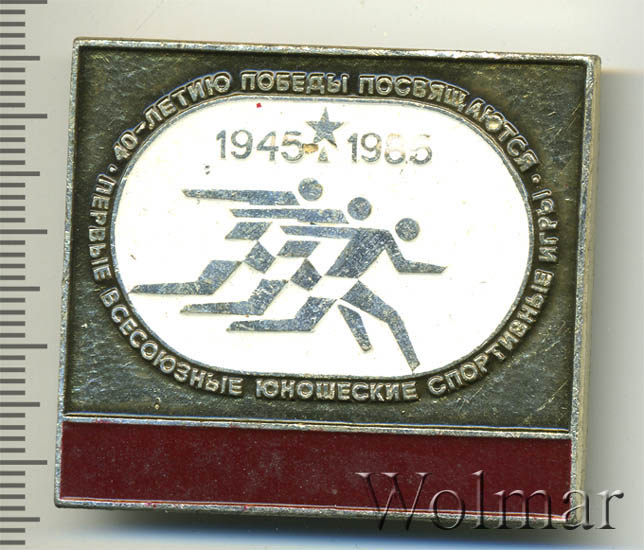 · 40-ЛЕТИЮ ПОБЕДЫ ПОСВЯЩАЮТСЯ ·
1945 1985
ПЕРВЫЕ ВСЕСОЮЗНЫЕ ЮНОШЕСКИЕ СПОРТИВНЫЕ ИГРЫ
Wolmar